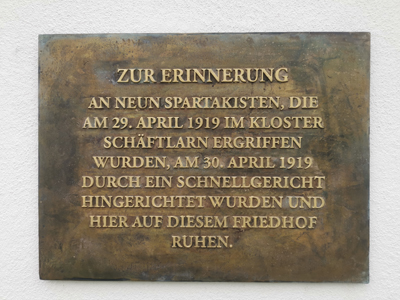 ZUR ERINNERUNG
AN NEUN SPARTAKISTEN, DIE
AM 29. APRIL 1919 IM KLOSTER
SCHÄFTLARN ERGRIFFEN
WURDEN, AM 30. APRIL 1919
DURCH EIN SCHNELLGERICHT
HINGERICHTET WURDEN UND
HIER AUF DIESEM FRIEDHOF
RUHEN.